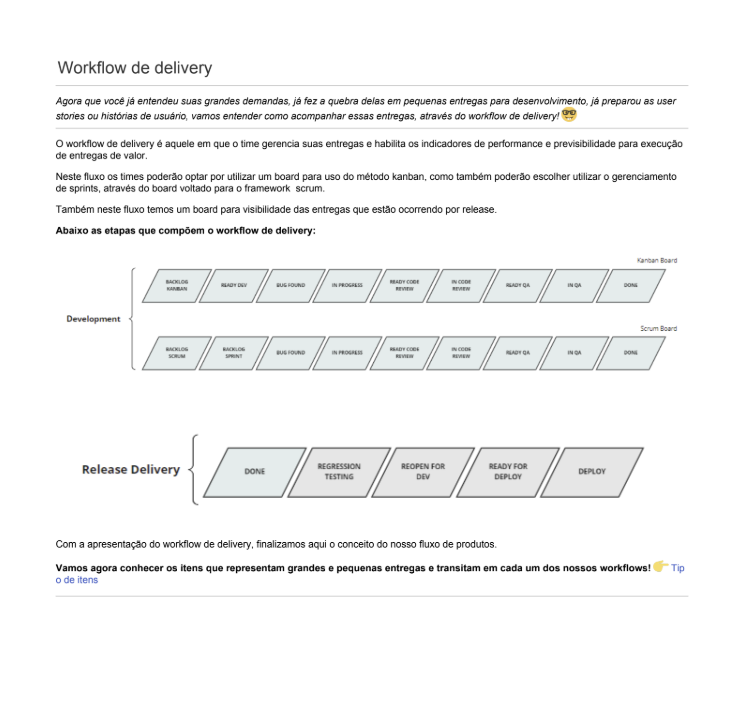 Workflow de delivery
Agora que você já entendeu suas grandes demandas, já fez a quebra delas em pequenas entregas para desenvolvimento, já preparou as user
stories ou histórias de usuário, vamos entender como acompanhar essas entregas, através do workflow de delivery!
O workflow de delivery é aquele em que o time gerencia suas entregas e habilita os indicadores de performance e previsibilidade para execução
de entregas de valor.
Neste fluxo os times poderão optar por utilizar um board para uso do método kanban, como também poderão escolher utilizar o gerenciamento
de sprints, através do board voltado para o framework scrum.
Também neste fluxo temos um board para visibilidade das entregas que estão ocorrendo por release.
Abaixo as etapas que compõem o workflow de delivery:
Kanban Board
Development
BACKLOG
KANBAN
READY DEV
BUG FOUND
IN PROGRESS
READY CODE
REVIEW
IN CODE
REVIEW
READY QA
IN QA
DONE
Scrum Board
BACKLOG
SCRUM
BACKLOG
SPRINT
BUG FOUND
IN PROGRESS
READY CODE
REVIEW
IN CODE
REVIEW
READY QA
IN QA
DONE
Release Delivery
DONE
REGRESSION
TESTING
REOPEN FOR
DEV
READY FOR
DEPLOY
DEPLOY
Com a apresentação do workflow de delivery, finalizamos aqui o conceito do nosso fluxo de produtos.
Vamos agora conhecer os itens que representam grandes e pequenas entregas e transitam em cada um dos nossos workflows! Tip
o de itens